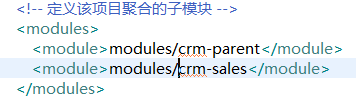 <!-- 定义该项目聚合的子模块 -->
<modules>
<module>modules/crm-parent</module>
<module>modules/crm-sales</module>
</modules>